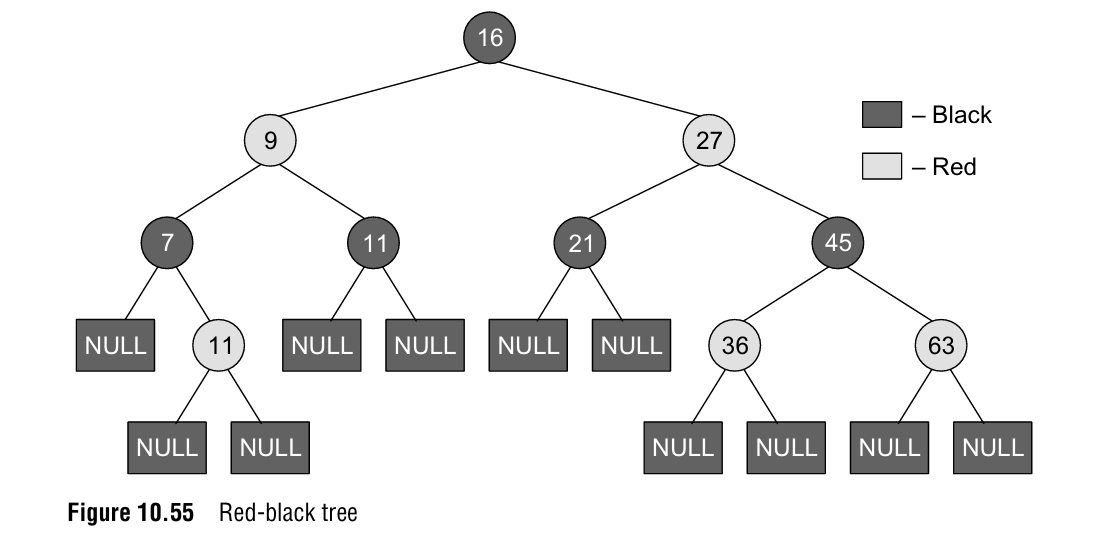 16
9
27
– Black
– Red
7
11
21
45
NULL
11
NULL
NULL
NULL
NULL
36
63
NULL
NULL
NULL
NULL
NULL
NULL
Figure 10.55 Red-black tree